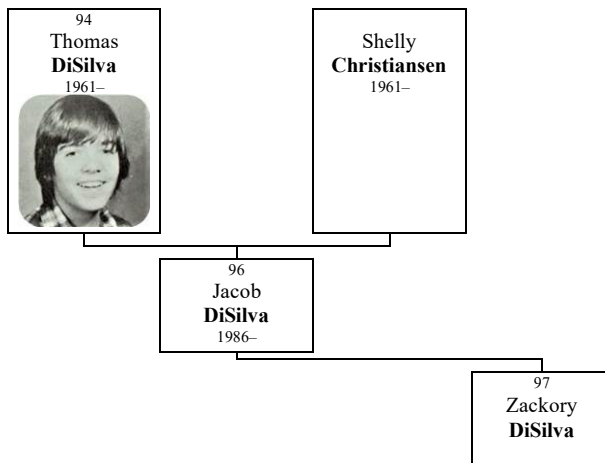 94
Thomas
DiSilva
1961–
Shelly
Christiansen
1961–
96
Jacob
DiSilva
1986–
97
Zackory
DiSilva